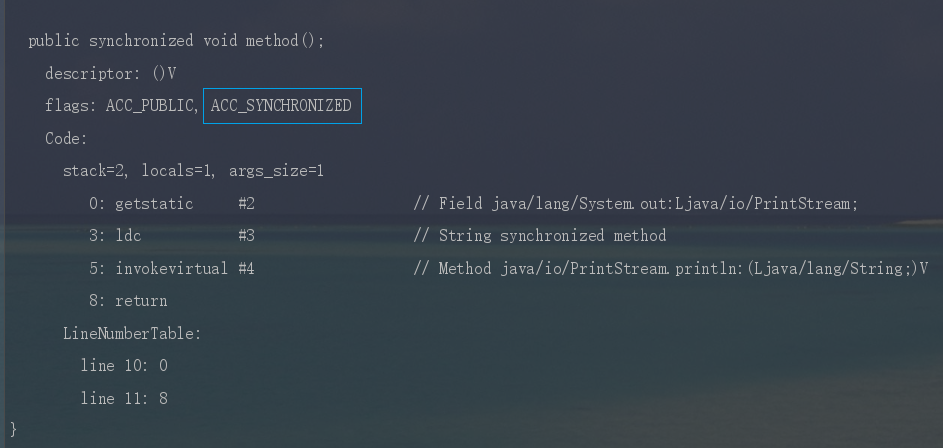 public synchronized void method();
descriptor: ()V
flags: ACC_PUBLIC, ACC_SYNCHRONIZED
Code:
stack=2, locals=1, args_size=1
0: getstatic #2 // Field java/lang/System.out:Ljava/io/PrintStream;
3: ldc #3 // String synchronized method
5: invokevirtual #4 // Method java/io/PrintStream.println:(Ljava/lang/String;)V
8: return
LineNumberTable:
line 10: 0
line 11: 8
}